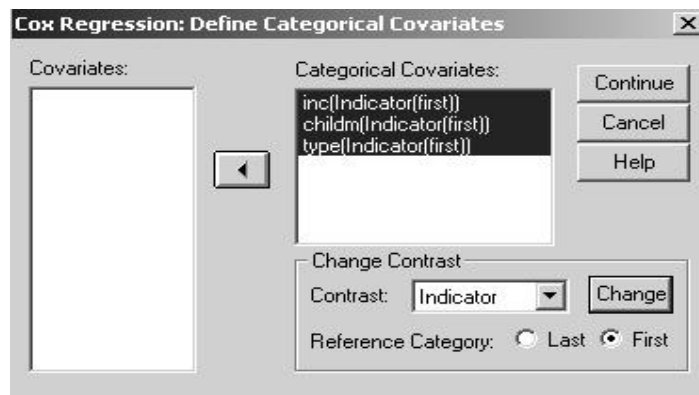 Cox Regression: Define Categorical Covariates
Covariates:
Categorical Covariates:
inc(Indicator(first))
childm(Indicator(first))
type(Indicator(first))
Continue
Cancel
Help
Change Contrast
Contrast: Indicator Change
Reference Category: Last First